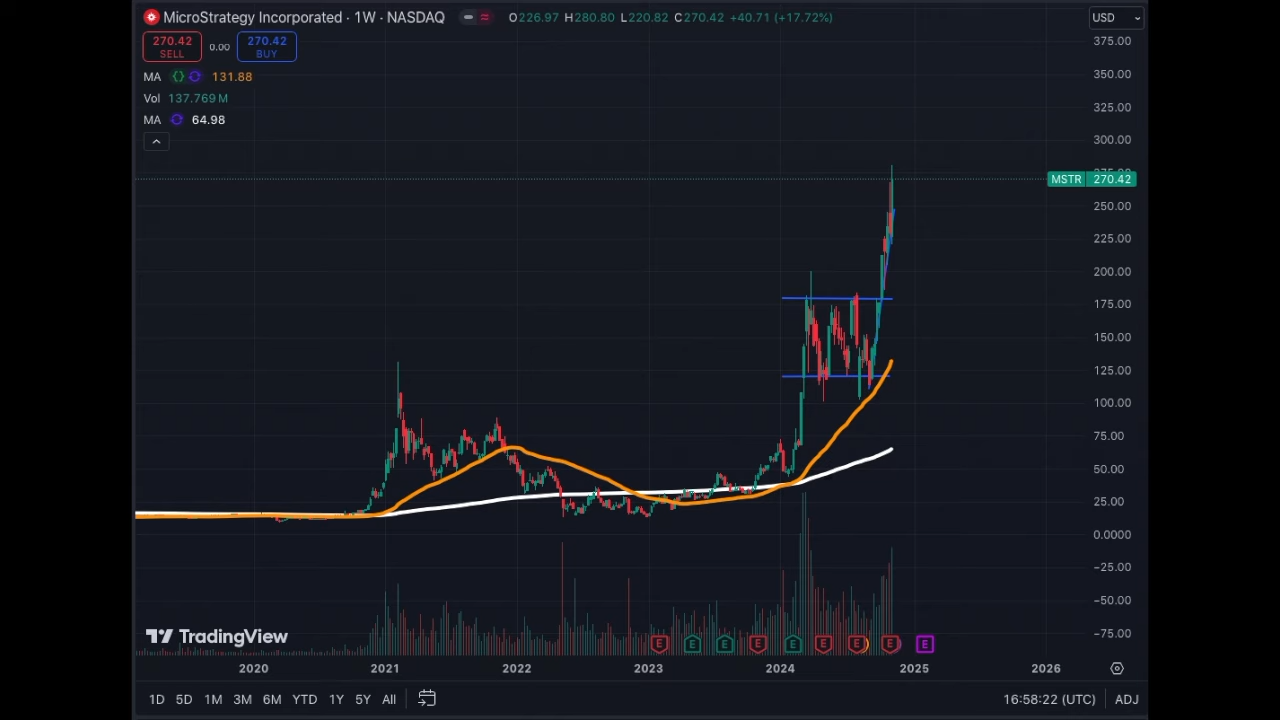 MicroStrategy Incorporated · 1W · NASDAQ O226.97 H280.80 L220.82 C270.42 +40.71 (+17.72%) USD
270.42 SELL 0.00 270.42 BUY
MA 131.88
Vol 137.769M
MA 64.98
375.00
350.00
325.00
300.00
MSTR 270.42
250.00
225.00
200.00
175.00
150.00
125.00
100.00
75.00
50.00
25.00
0.0000
−25.00
−50.00
−75.00
E E E E E E E E E
TradingView
2020 2021 2022 2023 2024 2025 2026
1D 5D 1M 3M 6M YTD 1Y 5Y All 16:58:22 (UTC) ADJ